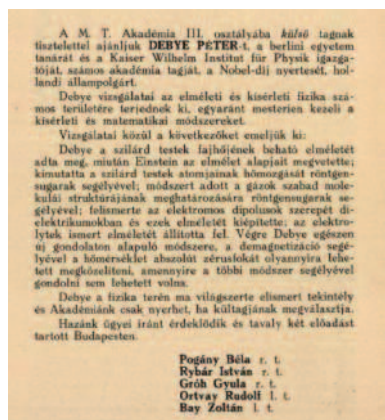 A M. T. Akadémia III. osztályába külső tagnak
tisztelettel ajánljuk DEBYE PÉTER-t, a berlini egyetem
tanárát és a Kaiser Wilhelm Institut für Physik igazga-
tóját, számos akadémia tagját, a Nobel-díj nyertesét, hol-
landi állampolgárt.
Debye vizsgálatai az elméleti és kísérleti fizika szá-
mos területére terjednek ki, egyaránt mesterien kezeli a
kísérleti és matematikai módszereket.
Vizsgálatai közül a következőket emeljük ki:
Debye a szilárd testek fajhőjének beható elméletét
adta meg, miután Einstein az elmélet alapjait megvetette;
kimutatta a szilárd testek atomjainak hőmozgását röntgen-
sugarak segélyével; módszert adott a gázok szabad mole-
kulái struktúrájának meghatározására röntgensugarak se-
gélyével; felismerte az elektromos dipolusok szerepét di-
elektrikumokban és ezek elméletét kiépítette; az elektro-
lytek ismert elméletét állította fel. Végre Debye egészen
új gondolaton alapuló módszere, a demagnetizáció segé-
lyével a hőmérséklet abszolút zérusfokát olyannyira lehe-
tett megközelíteni, amennyire a többi módszer segélyével
gondolni sem lehetett volna.
Debye a fizika terén ma világszerte elismert tekintély
és Akadémiánk csak nyerhet, ha kültagjának megválasztja.
Hazánk ügyei iránt érdeklődik és tavaly két előadást
tartott Budapesten.
Pogány Béla r. t.
Rybár István r. t.
Gróh Gyula r. t.
Ortvay Rudolf l. t.
Bay Zoltán l. t.